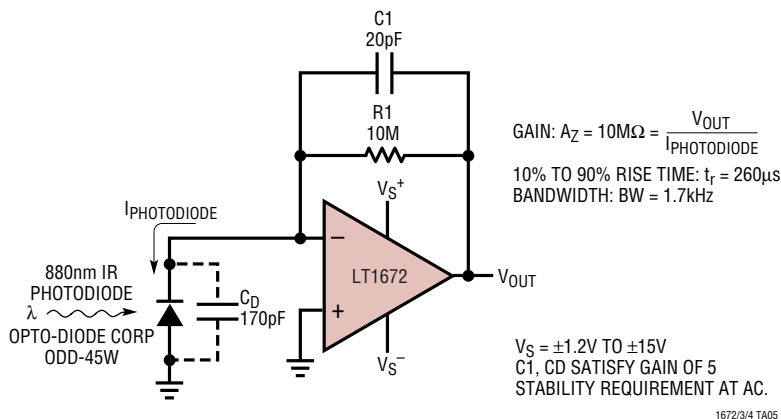 C1
20pF
R1
10M
GAIN: AZ = 10MΩ = VOUT / IPHOTODIODE
10% TO 90% RISE TIME: tr = 260µs
BANDWIDTH: BW = 1.7kHz
IPHOTODIODE
VS+
–
LT1672
+
VOUT
VS–
880nm IR
PHOTODIODE
λ
OPTO-DIODE CORP
ODD-45W
CD
170pF
VS = ±1.2V TO ±15V
C1, CD SATISFY GAIN OF 5
STABILITY REQUIREMENT AT AC.
1672/3/4 TA05